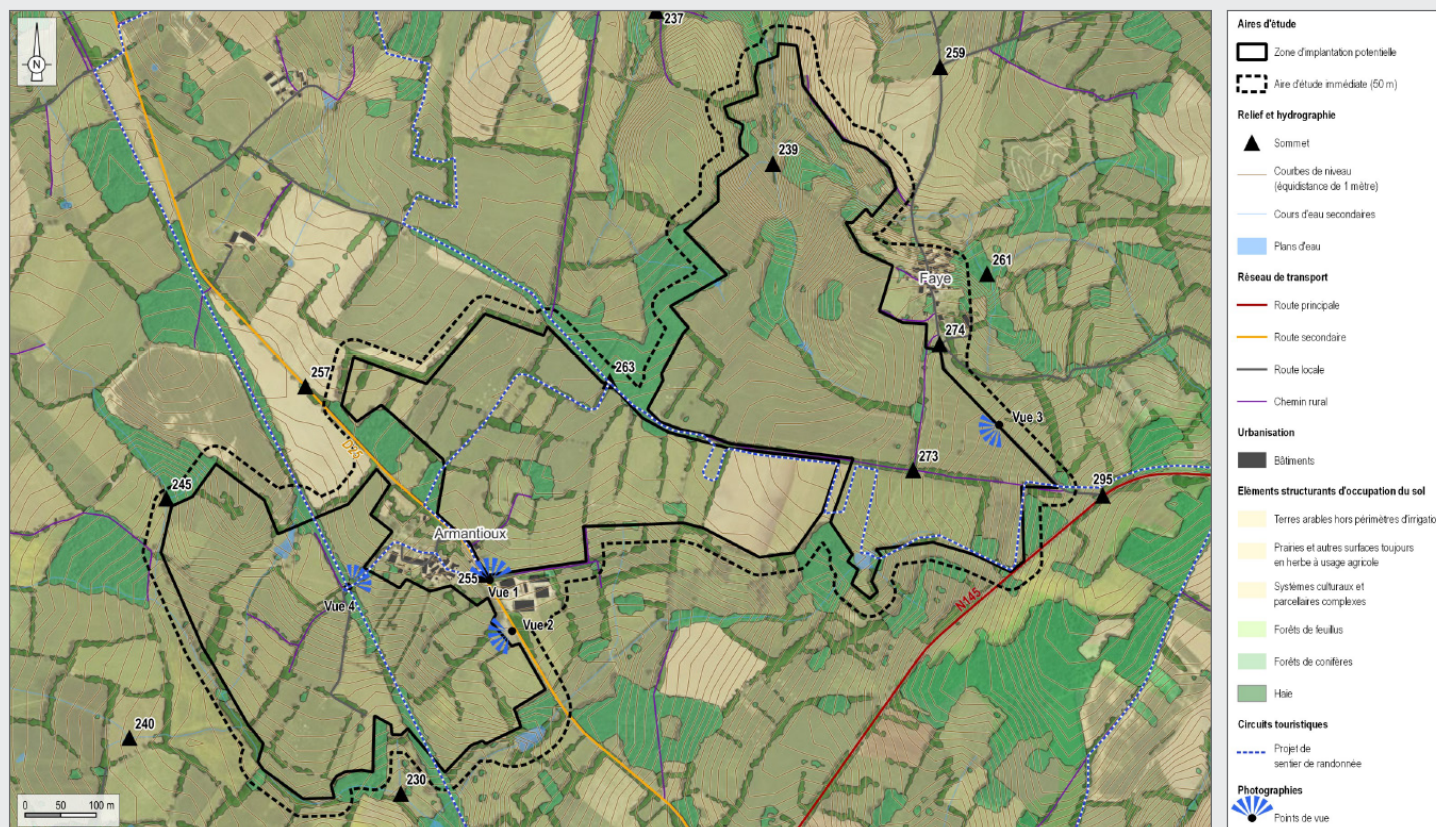 N
237
259
239
261
Faye
274
263
257
D25
Vue 3
273
295
245
Armantioux
255
Vue 1
Vue 4
Vue 2
N145
240
230
0 50 100 m
Aires d'étude
Zone d'implantation potentielle
Aire d'étude immédiate (50 m)
Relief et hydrographie
Sommet
Courbes de niveau
(équidistance de 1 mètre)
Cours d'eau secondaires
Plans d'eau
Réseau de transport
Route principale
Route secondaire
Route locale
Chemin rural
Urbanisation
Bâtiments
Eléments structurants d'occupation du sol
Terres arables hors périmètres d'irrigatio
Prairies et autres surfaces toujours
en herbe à usage agricole
Systèmes culturaux et
parcellaires complexes
Forêts de feuillus
Forêts de conifères
Haie
Circuits touristiques
Projet de
sentier de randonnée
Photographies
Points de vue